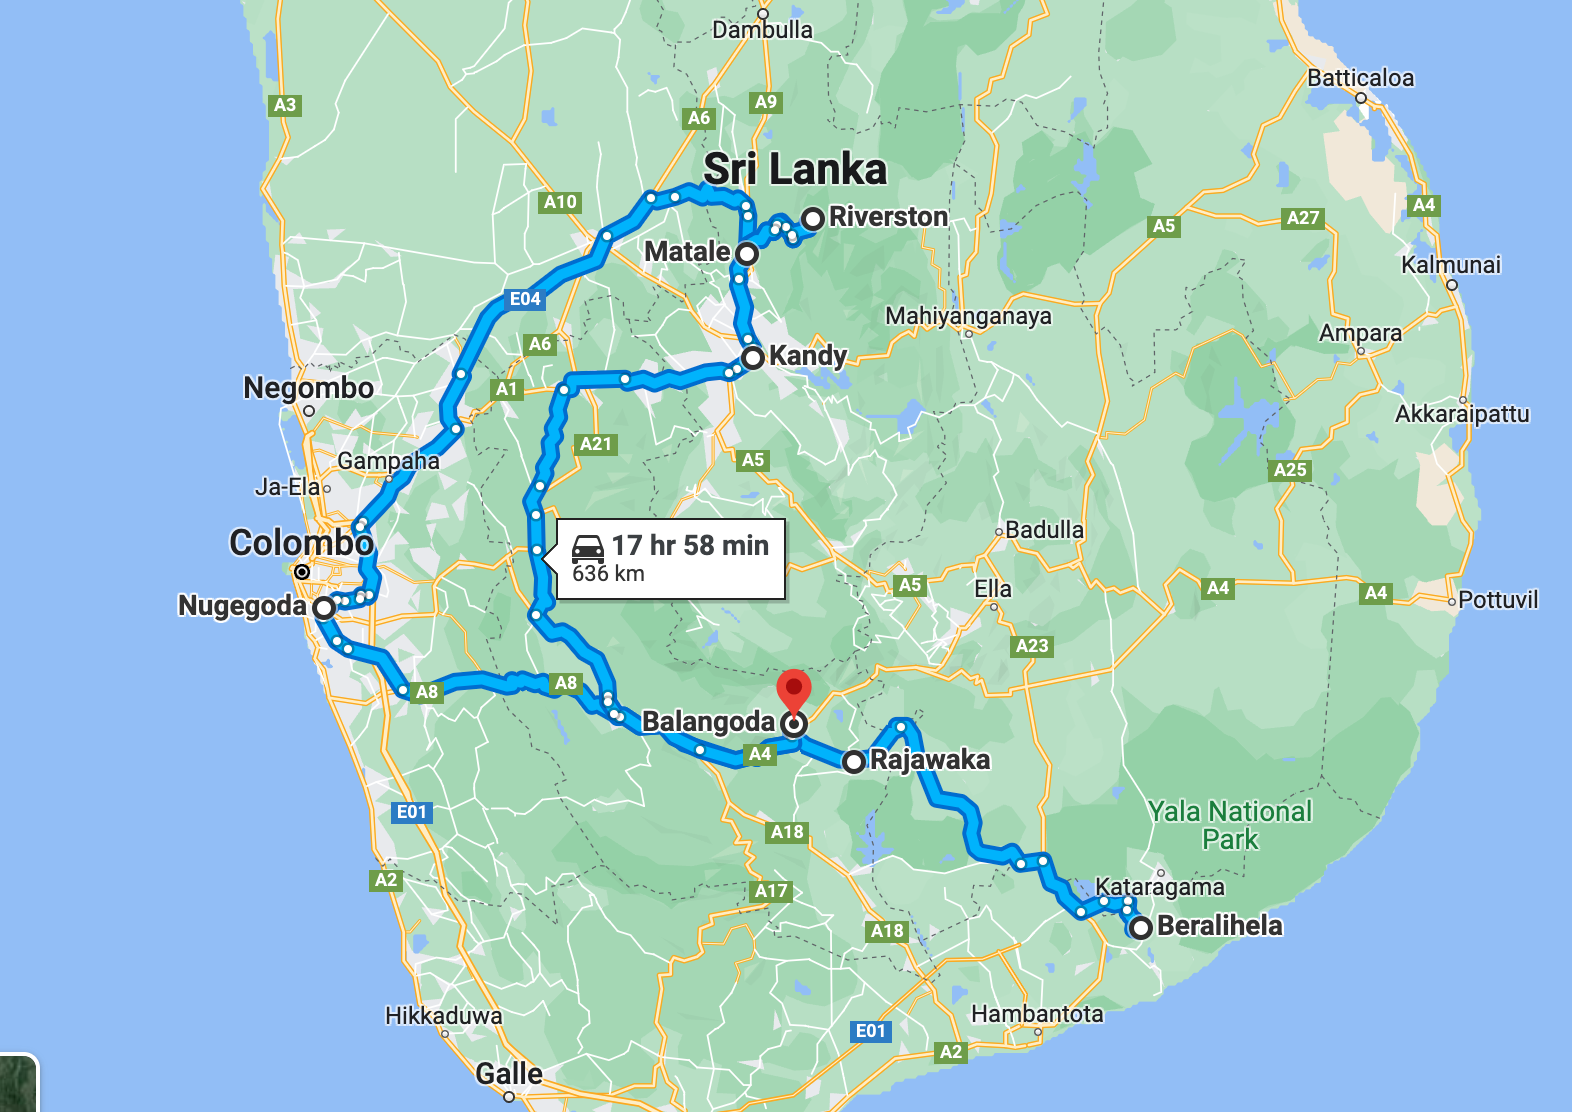 Dambulla
Batticaloa
A3
A9
A6
Sri Lanka
A10
A4
A27
A5
Riverston
Matale
Kalmunai
E04
Mahiyanganaya
Ampara
A6
Kandy
Negombo
A1
Akkaraipattu
A21
Gampaha
A5
A25
Ja-Ela
Colombo
Badulla
17 hr 58 min
636 km
A5
Ella
A4
A4
Pottuvil
Nugegoda
A23
A8
A8
Balangoda
A4
Rajawaka
E01
Yala National
Park
A18
A2
A17
Kataragama
Beralihela
A18
Hikkaduwa
Hambantota
E01
A2
Galle